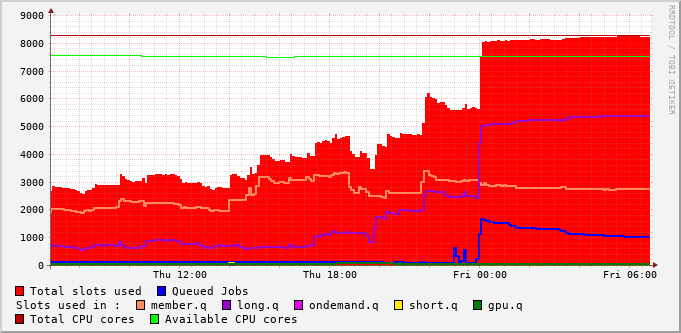 RRDTOOL / TOBI OETIKER
9000
8000
7000
6000
5000
4000
3000
2000
1000
0
Thu 12:00 Thu 18:00 Fri 00:00 Fri 06:00
Total slots used Queued Jobs
Slots used in : member.q long.q ondemand.q short.q gpu.q
Total CPU cores Available CPU cores